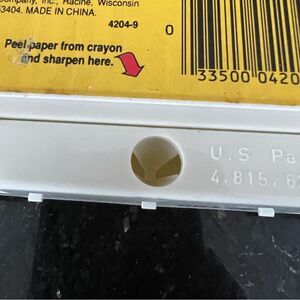 Company, Inc., Racine, Wisconsin
53404. MADE IN CHINA.
4204-9
Peel paper from crayon
and sharpen here.
0
33500 0420
U.S Pa
4,815,6